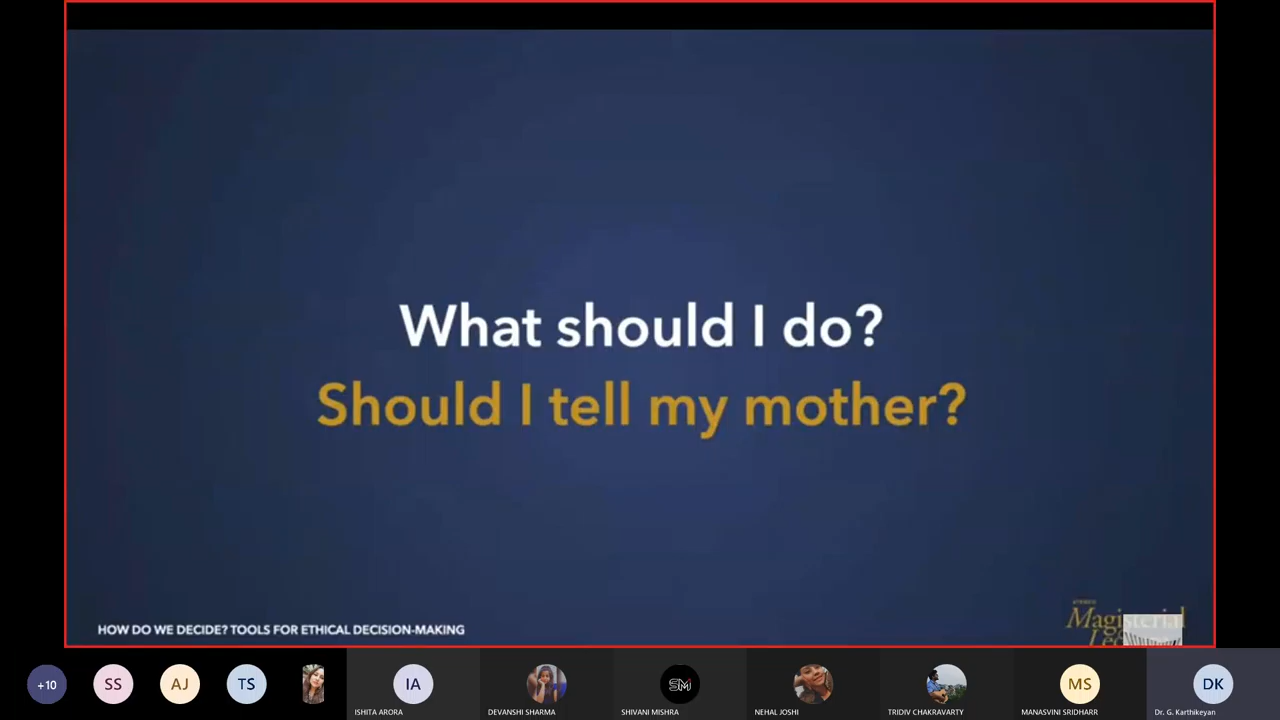 What should I do?
Should I tell my mother?
HOW DO WE DECIDE? TOOLS FOR ETHICAL DECISION-MAKING
Magisterial
+10
SS
AJ
TS
IA
SM
MS
DK
ISHITA ARORA
DEVANSHI SHARMA
SHIVANI MISHRA
NEHAL JOSHI
TRIDIV CHAKRAVARTY
MANASVINI SRIDHARR
Dr. G. Karthikeyan